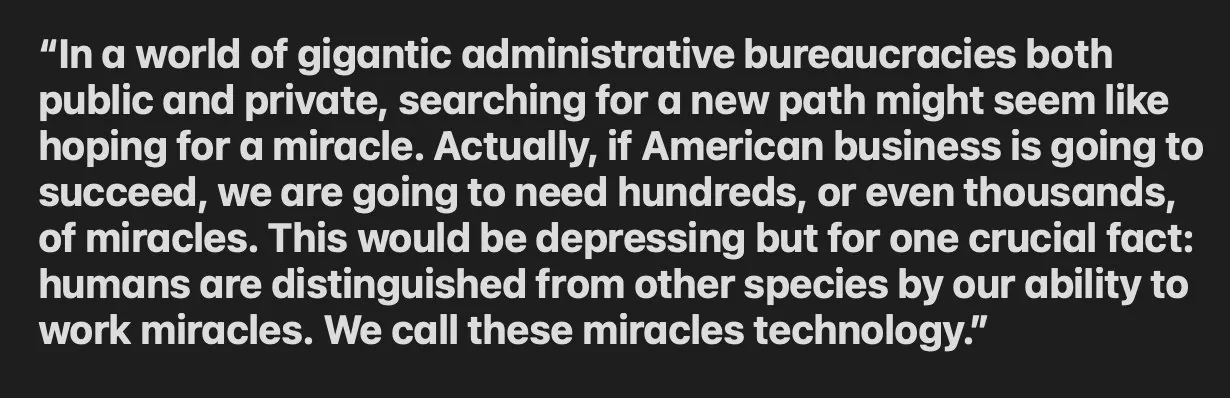 “In a world of gigantic administrative bureaucracies both
public and private, searching for a new path might seem like
hoping for a miracle. Actually, if American business is going to
succeed, we are going to need hundreds, or even thousands,
of miracles. This would be depressing but for one crucial fact:
humans are distinguished from other species by our ability to
work miracles. We call these miracles technology.”